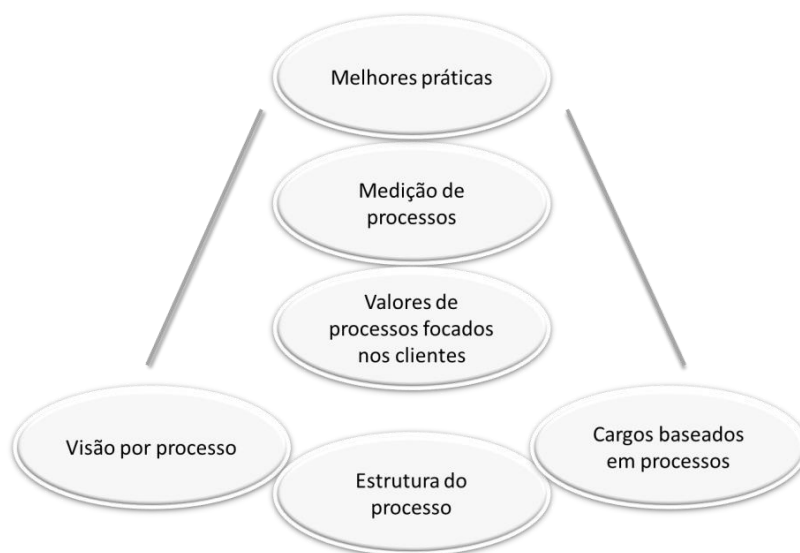 Melhores práticas
Medição de
processos
Valores de
processos focados
nos clientes
Visão por processo
Estrutura do
processo
Cargos baseados
em processos